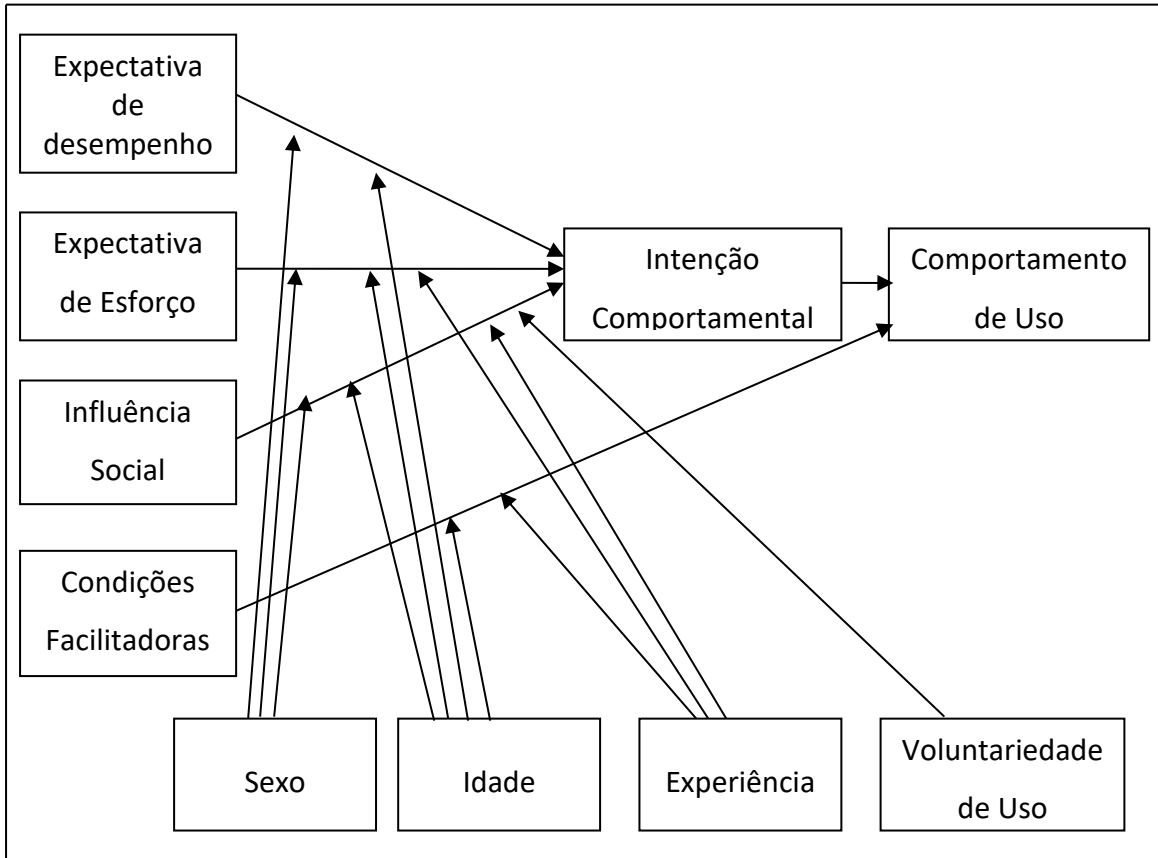 Expectativa
de
desempenho
Expectativa
de Esforço
Influência
Social
Condições
Facilitadoras
Intenção
Comportamental
Comportamento
de Uso
Sexo
Idade
Experiência
Voluntariedade
de Uso